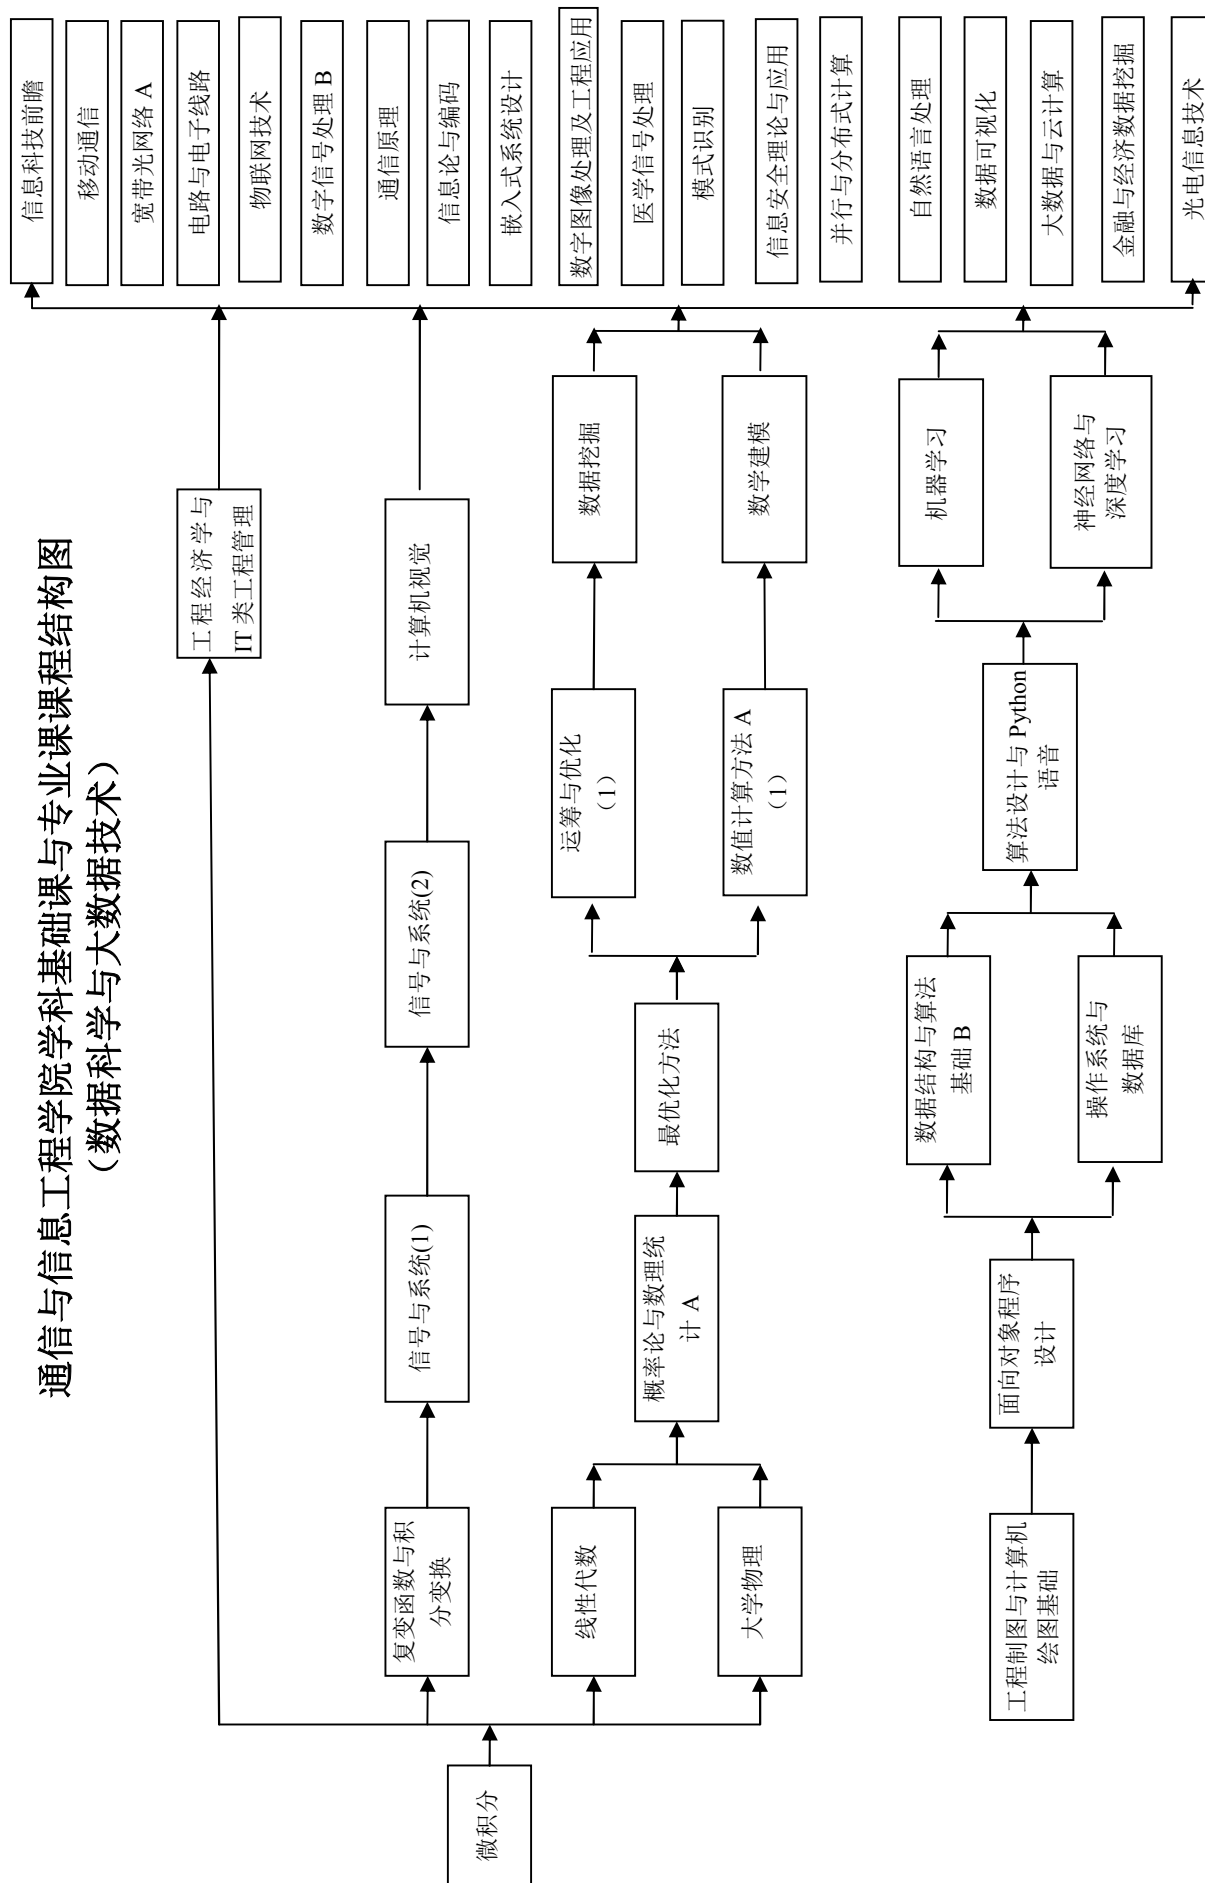 通信与信息工程学院学科基础课与专业课课程结构图
（数据科学与大数据技术）
微积分
工程经济学与
IT 类工程管理
复变函数与积
分变换
信号与系统(1)
信号与系统(2)
计算机视觉
线性代数
大学物理
概率论与数理统
计 A
最优化方法
运筹与优化
（1）
数值计算方法 A
（1）
数据挖掘
数学建模
工程制图与计算机
绘图基础
面向对象程序
设计
数据结构与算法
基础 B
操作系统与
数据库
算法设计与 Python
语音
机器学习
神经网络与
深度学习
信息科技前瞻
移动通信
宽带光网络 A
电路与电子线路
物联网技术
数字信号处理 B
通信原理
信息论与编码
嵌入式系统设计
数字图像处理及工程应用
医学信号处理
模式识别
信息安全理论与应用
并行与分布式计算
自然语言处理
数据可视化
大数据与云计算
金融与经济数据挖掘
光电信息技术